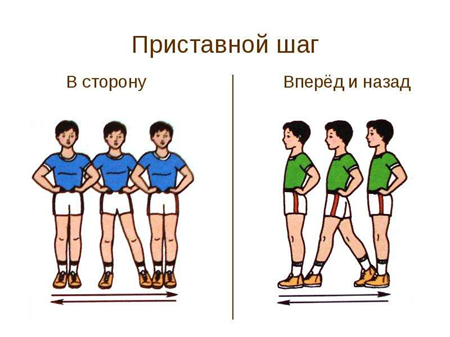 Приставной шаг
В сторону
Вперёд и назад